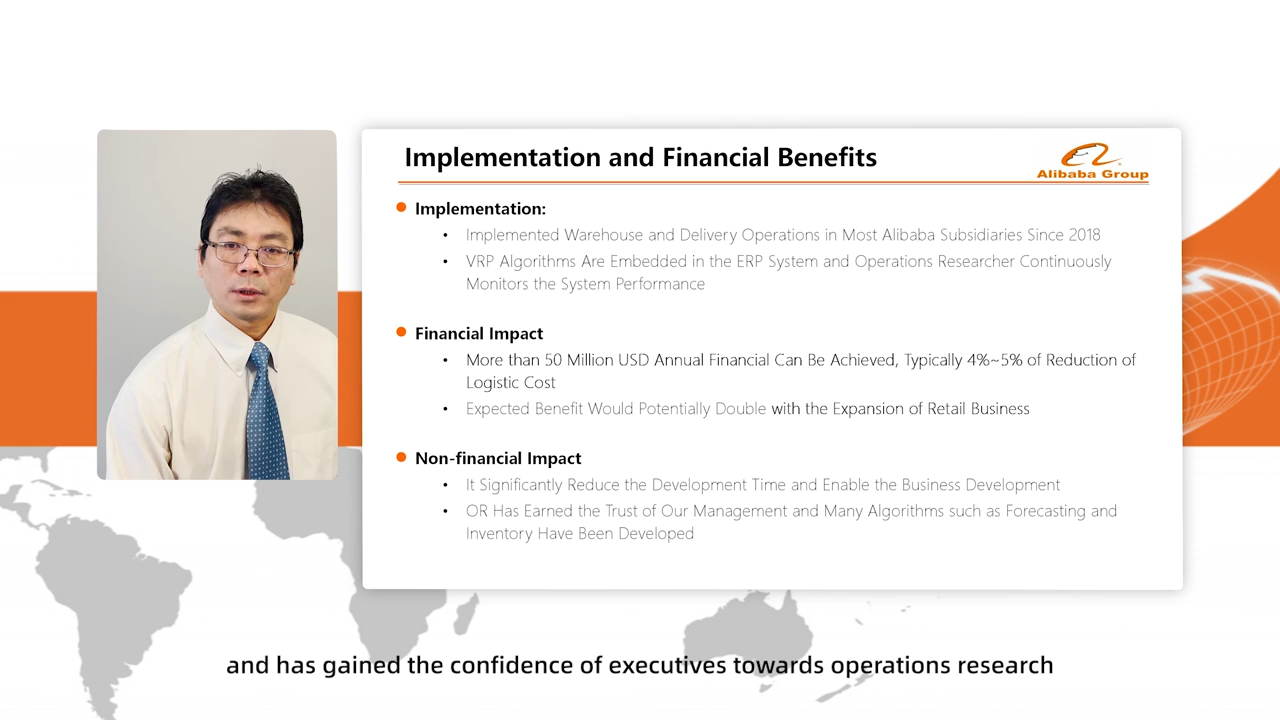 Implementation and Financial Benefits
Alibaba Group
Implementation:
• Implemented Warehouse and Delivery Operations in Most Alibaba Subsidiaries Since 2018
• VRP Algorithms Are Embedded in the ERP System and Operations Researcher Continuously
Monitors the System Performance
Financial Impact
• More than 50 Million USD Annual Financial Can Be Achieved, Typically 4%~5% of Reduction of
Logistic Cost
• Expected Benefit Would Potentially Double with the Expansion of Retail Business
Non-financial Impact
• It Significantly Reduce the Development Time and Enable the Business Development
• OR Has Earned the Trust of Our Management and Many Algorithms such as Forecasting and
Inventory Have Been Developed
and has gained the confidence of executives towards operations research